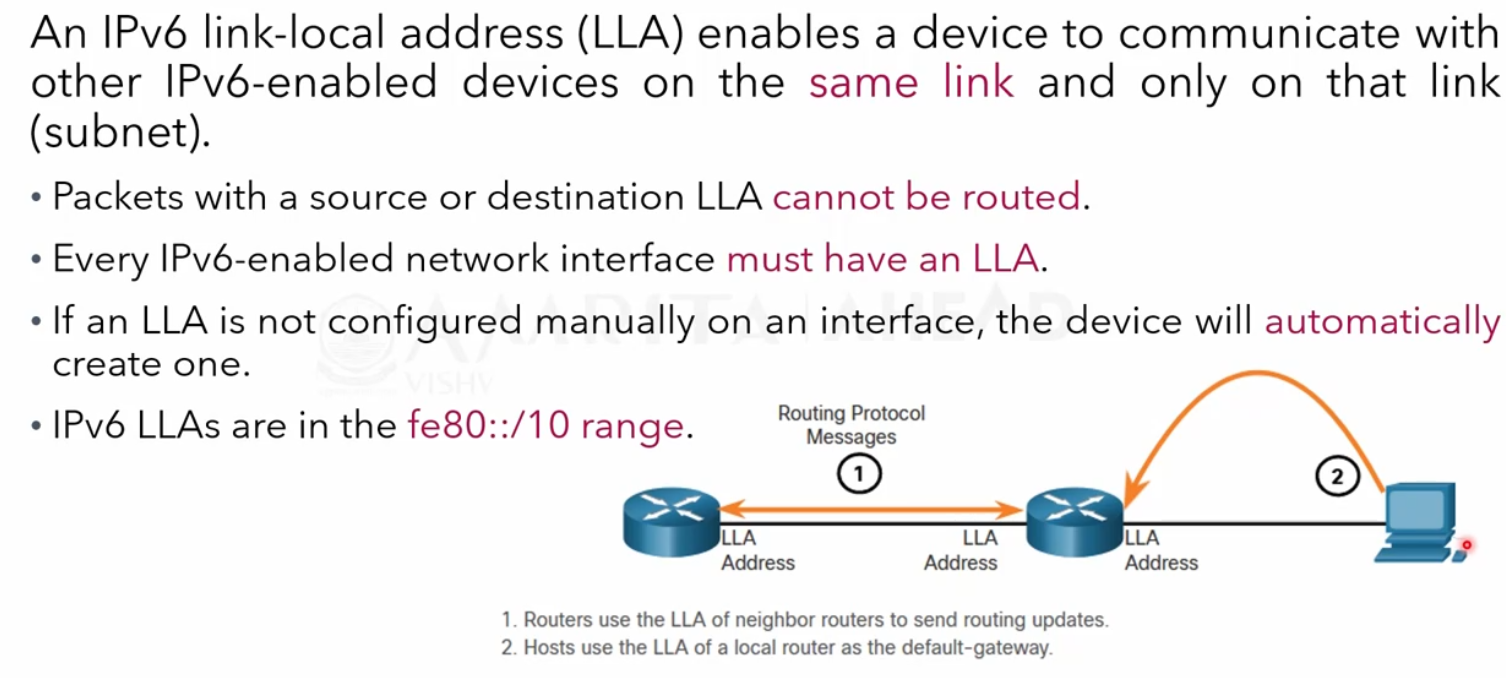 An IPv6 link-local address (LLA) enables a device to communicate with
other IPv6-enabled devices on the same link and only on that link
(subnet).
• Packets with a source or destination LLA cannot be routed.
• Every IPv6-enabled network interface must have an LLA.
• If an LLA is not configured manually on an interface, the device will automatically
create one.
• IPv6 LLAs are in the fe80::/10 range.
Routing Protocol
Messages
1
2
LLA
Address
LLA
Address
LLA
Address
1. Routers use the LLA of neighbor routers to send routing updates.
2. Hosts use the LLA of a local router as the default-gateway.